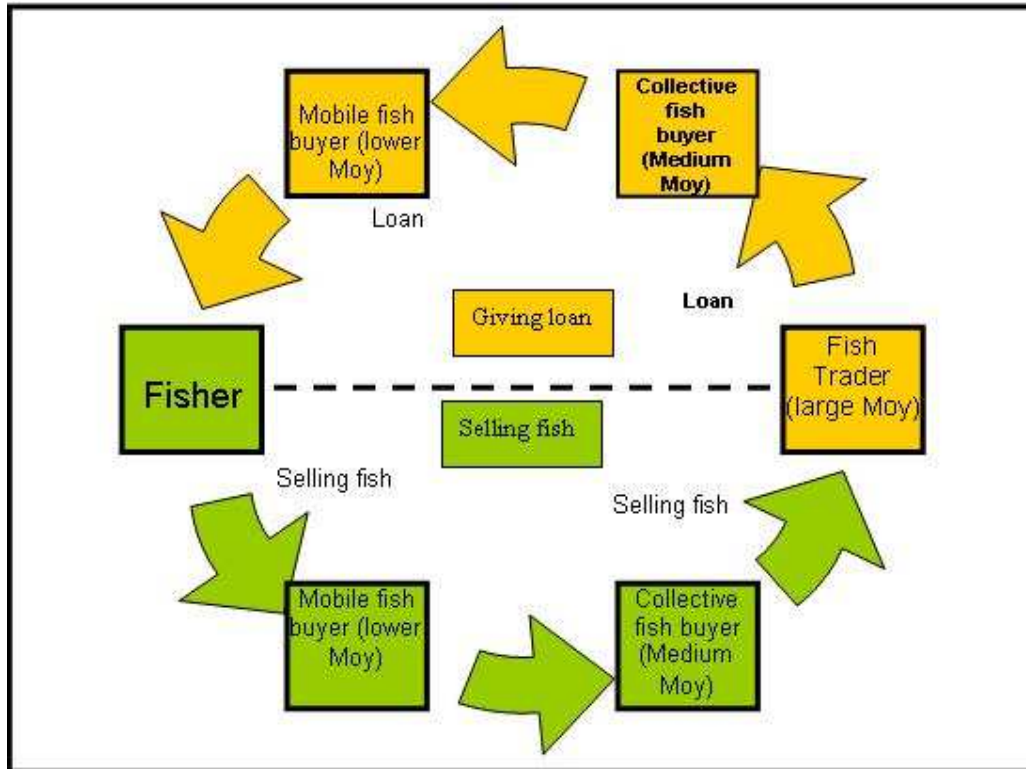 Mobile fish
buyer (lower
Moy)
Collective
fish
buyer
(Medium
Moy)
Loan
Loan
Giving loan
Fish
Trader
(large Moy)
Fisher
Selling fish
Selling fish
Selling fish
Mobile fish
buyer (lower
Moy)
Collective
fish buyer
(Medium
Moy)